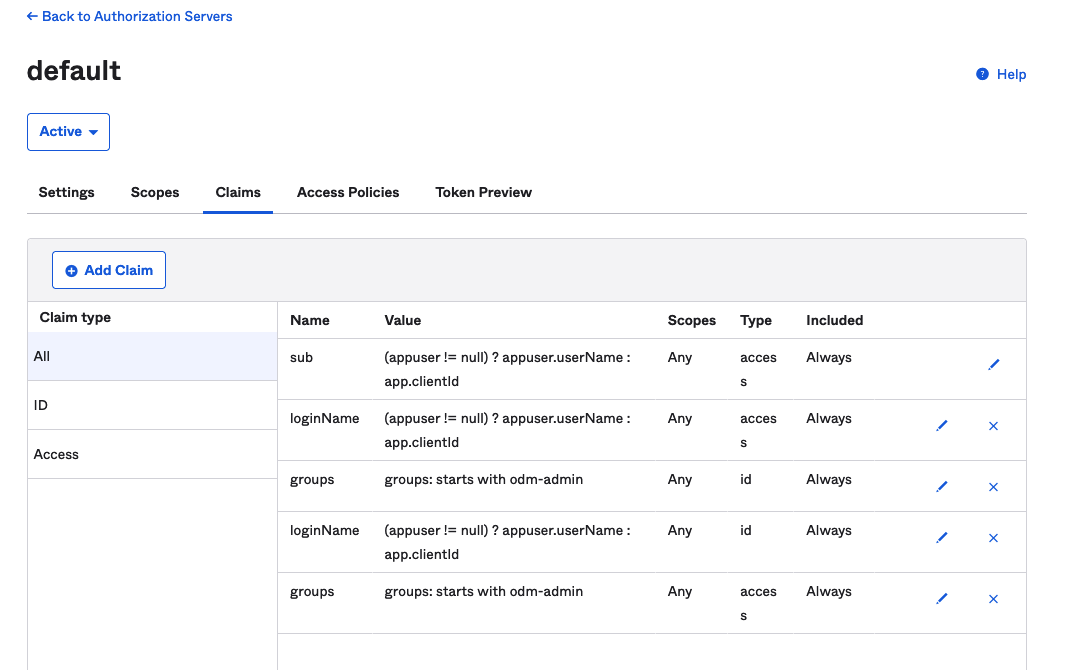 ← Back to Authorization Servers
default
Help
Active
Settings Scopes Claims Access Policies Token Preview
Add Claim
Claim type
All
ID
Access
Name Value Scopes Type Included
sub (appuser != null) ? appuser.userName : Any acces Always
app.clientId s
loginName (appuser != null) ? appuser.userName : Any acces Always
app.clientId s
groups groups: starts with odm-admin Any id Always
loginName (appuser != null) ? appuser.userName : Any id Always
app.clientId
groups groups: starts with odm-admin Any acces Always
s